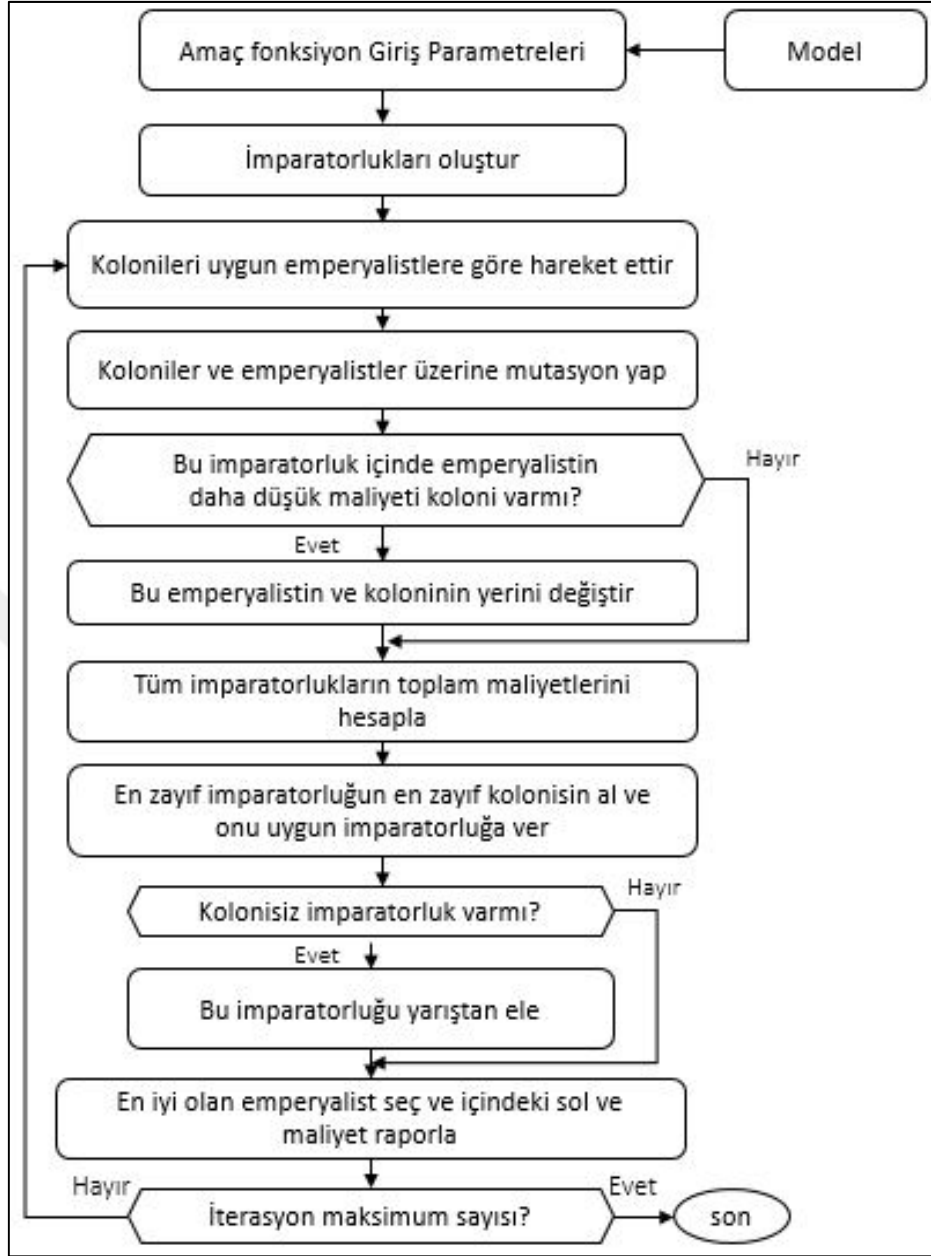 Amaç fonksiyon Giriş Parametreleri
Model
İmparatorlukları oluştur
Kolonileri uygun emperyalistlere göre hareket ettir
Koloniler ve emperyalistler üzerine mutasyon yap
Bu imparatorluk içinde emperyalistin
daha düşük maliyeti koloni varmı?
Hayır
Evet
Bu emperyalistin ve koloninin yerini değiştir
Tüm imparatorlukların toplam maliyetlerini
hesapla
En zayıf imparatorluğun en zayıf kolonisin al ve
onu uygun imparatorluğa ver
Kolonisiz imparatorluk varmı?
Hayır
Evet
Bu imparatorluğu yarıştan ele
En iyi olan emperyalist seç ve içindeki sol ve
maliyet raporla
Hayır
İterasyon maksimum sayısı?
Evet
son